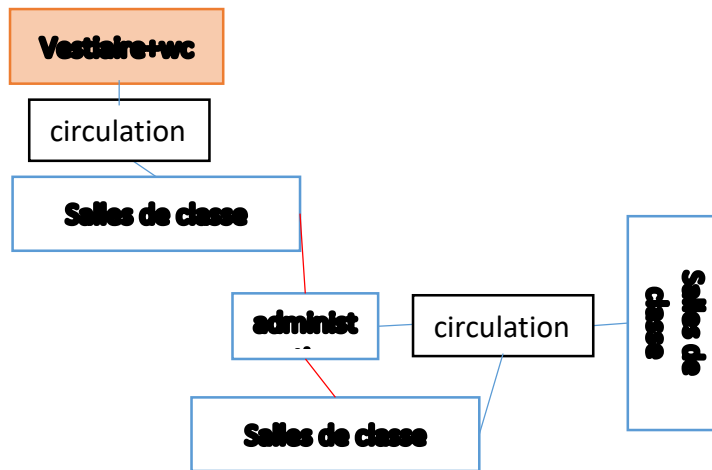 Vestiaire+wc
circulation
Salles de classe
administ
circulation
Salles de
classe
Salles de classe